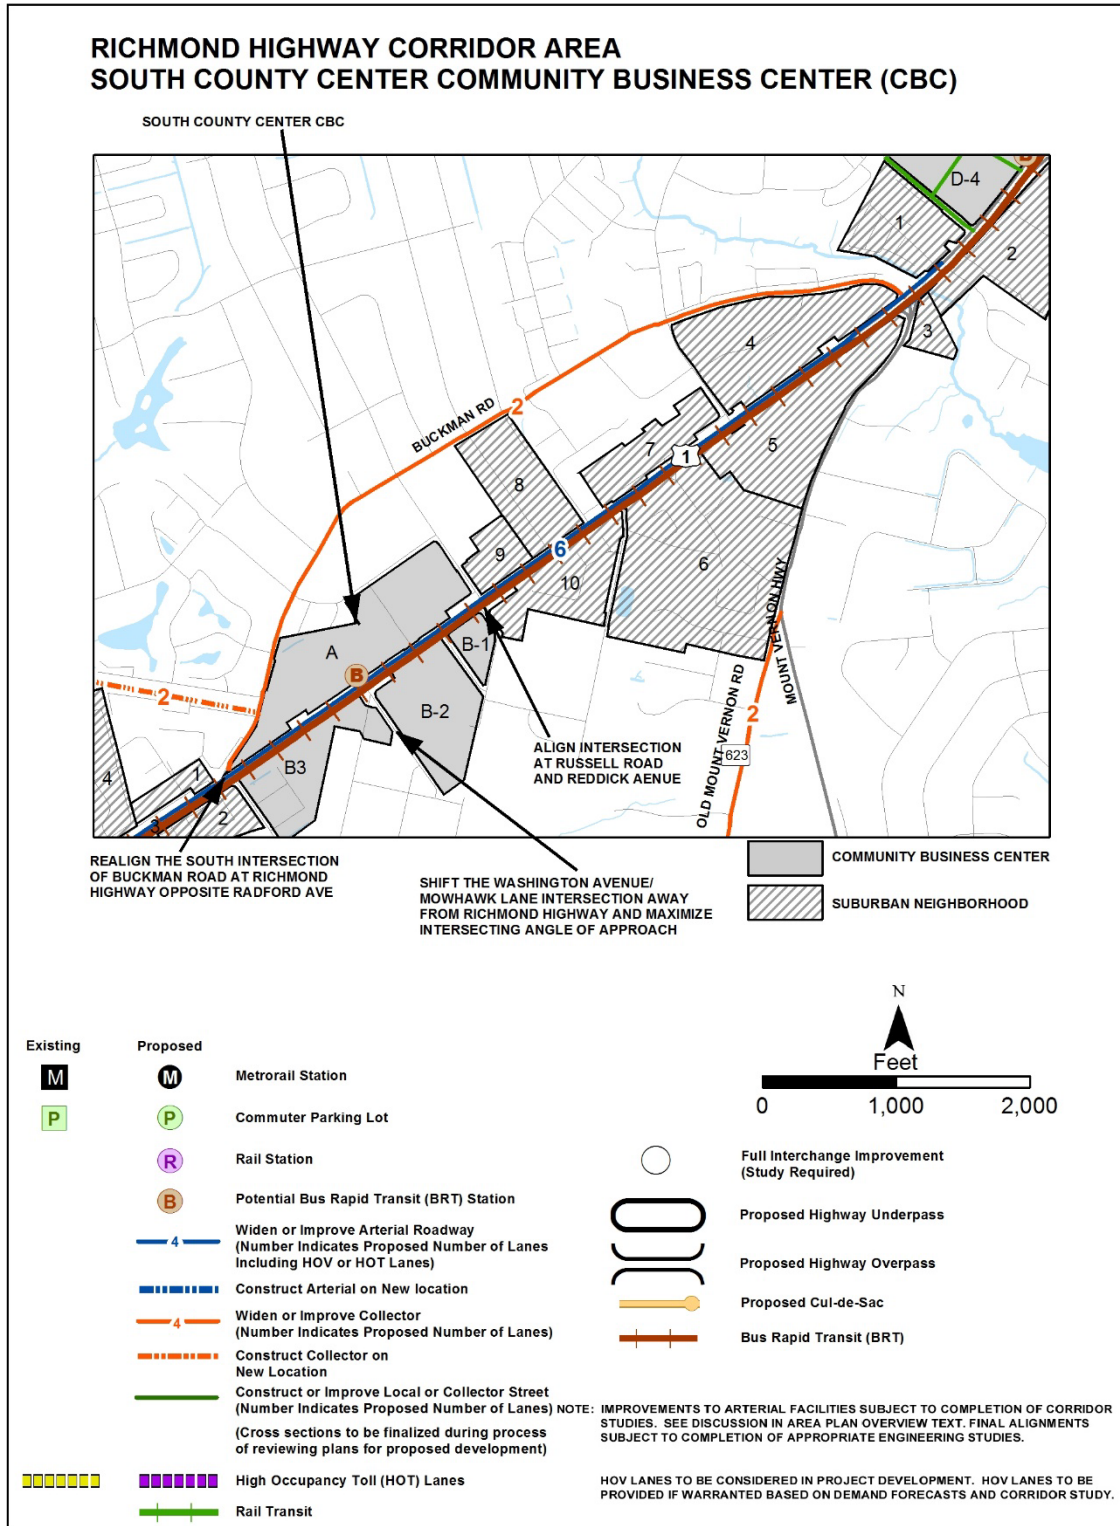 RICHMOND HIGHWAY CORRIDOR AREA
SOUTH COUNTY CENTER COMMUNITY BUSINESS CENTER (CBC)
SOUTH COUNTY CENTER CBC
B
D-4
1
2
3
4
5
BUCKMAN RD
2
7
1
8
6
9
10
6
A
B-1
B
B-2
B3
2
4
1
3
2
MOUNT VERNON HWY
OLD MOUNT VERNON RD
2
623
ALIGN INTERSECTION
AT RUSSELL ROAD
AND REDDICK AENUE
REALIGN THE SOUTH INTERSECTION
OF BUCKMAN ROAD AT RICHMOND
HIGHWAY OPPOSITE RADFORD AVE
SHIFT THE WASHINGTON AVENUE/
MOWHAWK LANE INTERSECTION AWAY
FROM RICHMOND HIGHWAY AND MAXIMIZE
INTERSECTING ANGLE OF APPROACH
COMMUNITY BUSINESS CENTER
SUBURBAN NEIGHBORHOOD
N
Feet
0 1,000 2,000
Existing Proposed
M M Metrorail Station
P P Commuter Parking Lot
R Rail Station
B Potential Bus Rapid Transit (BRT) Station
4 Widen or Improve Arterial Roadway
(Number Indicates Proposed Number of Lanes
Including HOV or HOT Lanes)
Construct Arterial on New location
4 Widen or Improve Collector
(Number Indicates Proposed Number of Lanes)
Construct Collector on
New Location
Construct or Improve Local or Collector Street
(Number Indicates Proposed Number of Lanes)
(Cross sections to be finalized during process
of reviewing plans for proposed development)
High Occupancy Toll (HOT) Lanes
Rail Transit
Full Interchange Improvement
(Study Required)
Proposed Highway Underpass
Proposed Highway Overpass
Proposed Cul-de-Sac
Bus Rapid Transit (BRT)
NOTE: IMPROVEMENTS TO ARTERIAL FACILITIES SUBJECT TO COMPLETION OF CORRIDOR
STUDIES. SEE DISCUSSION IN AREA PLAN OVERVIEW TEXT. FINAL ALIGNMENTS
SUBJECT TO COMPLETION OF APPROPRIATE ENGINEERING STUDIES.
HOV LANES TO BE CONSIDERED IN PROJECT DEVELOPMENT. HOV LANES TO BE
PROVIDED IF WARRANTED BASED ON DEMAND FORECASTS AND CORRIDOR STUDY.